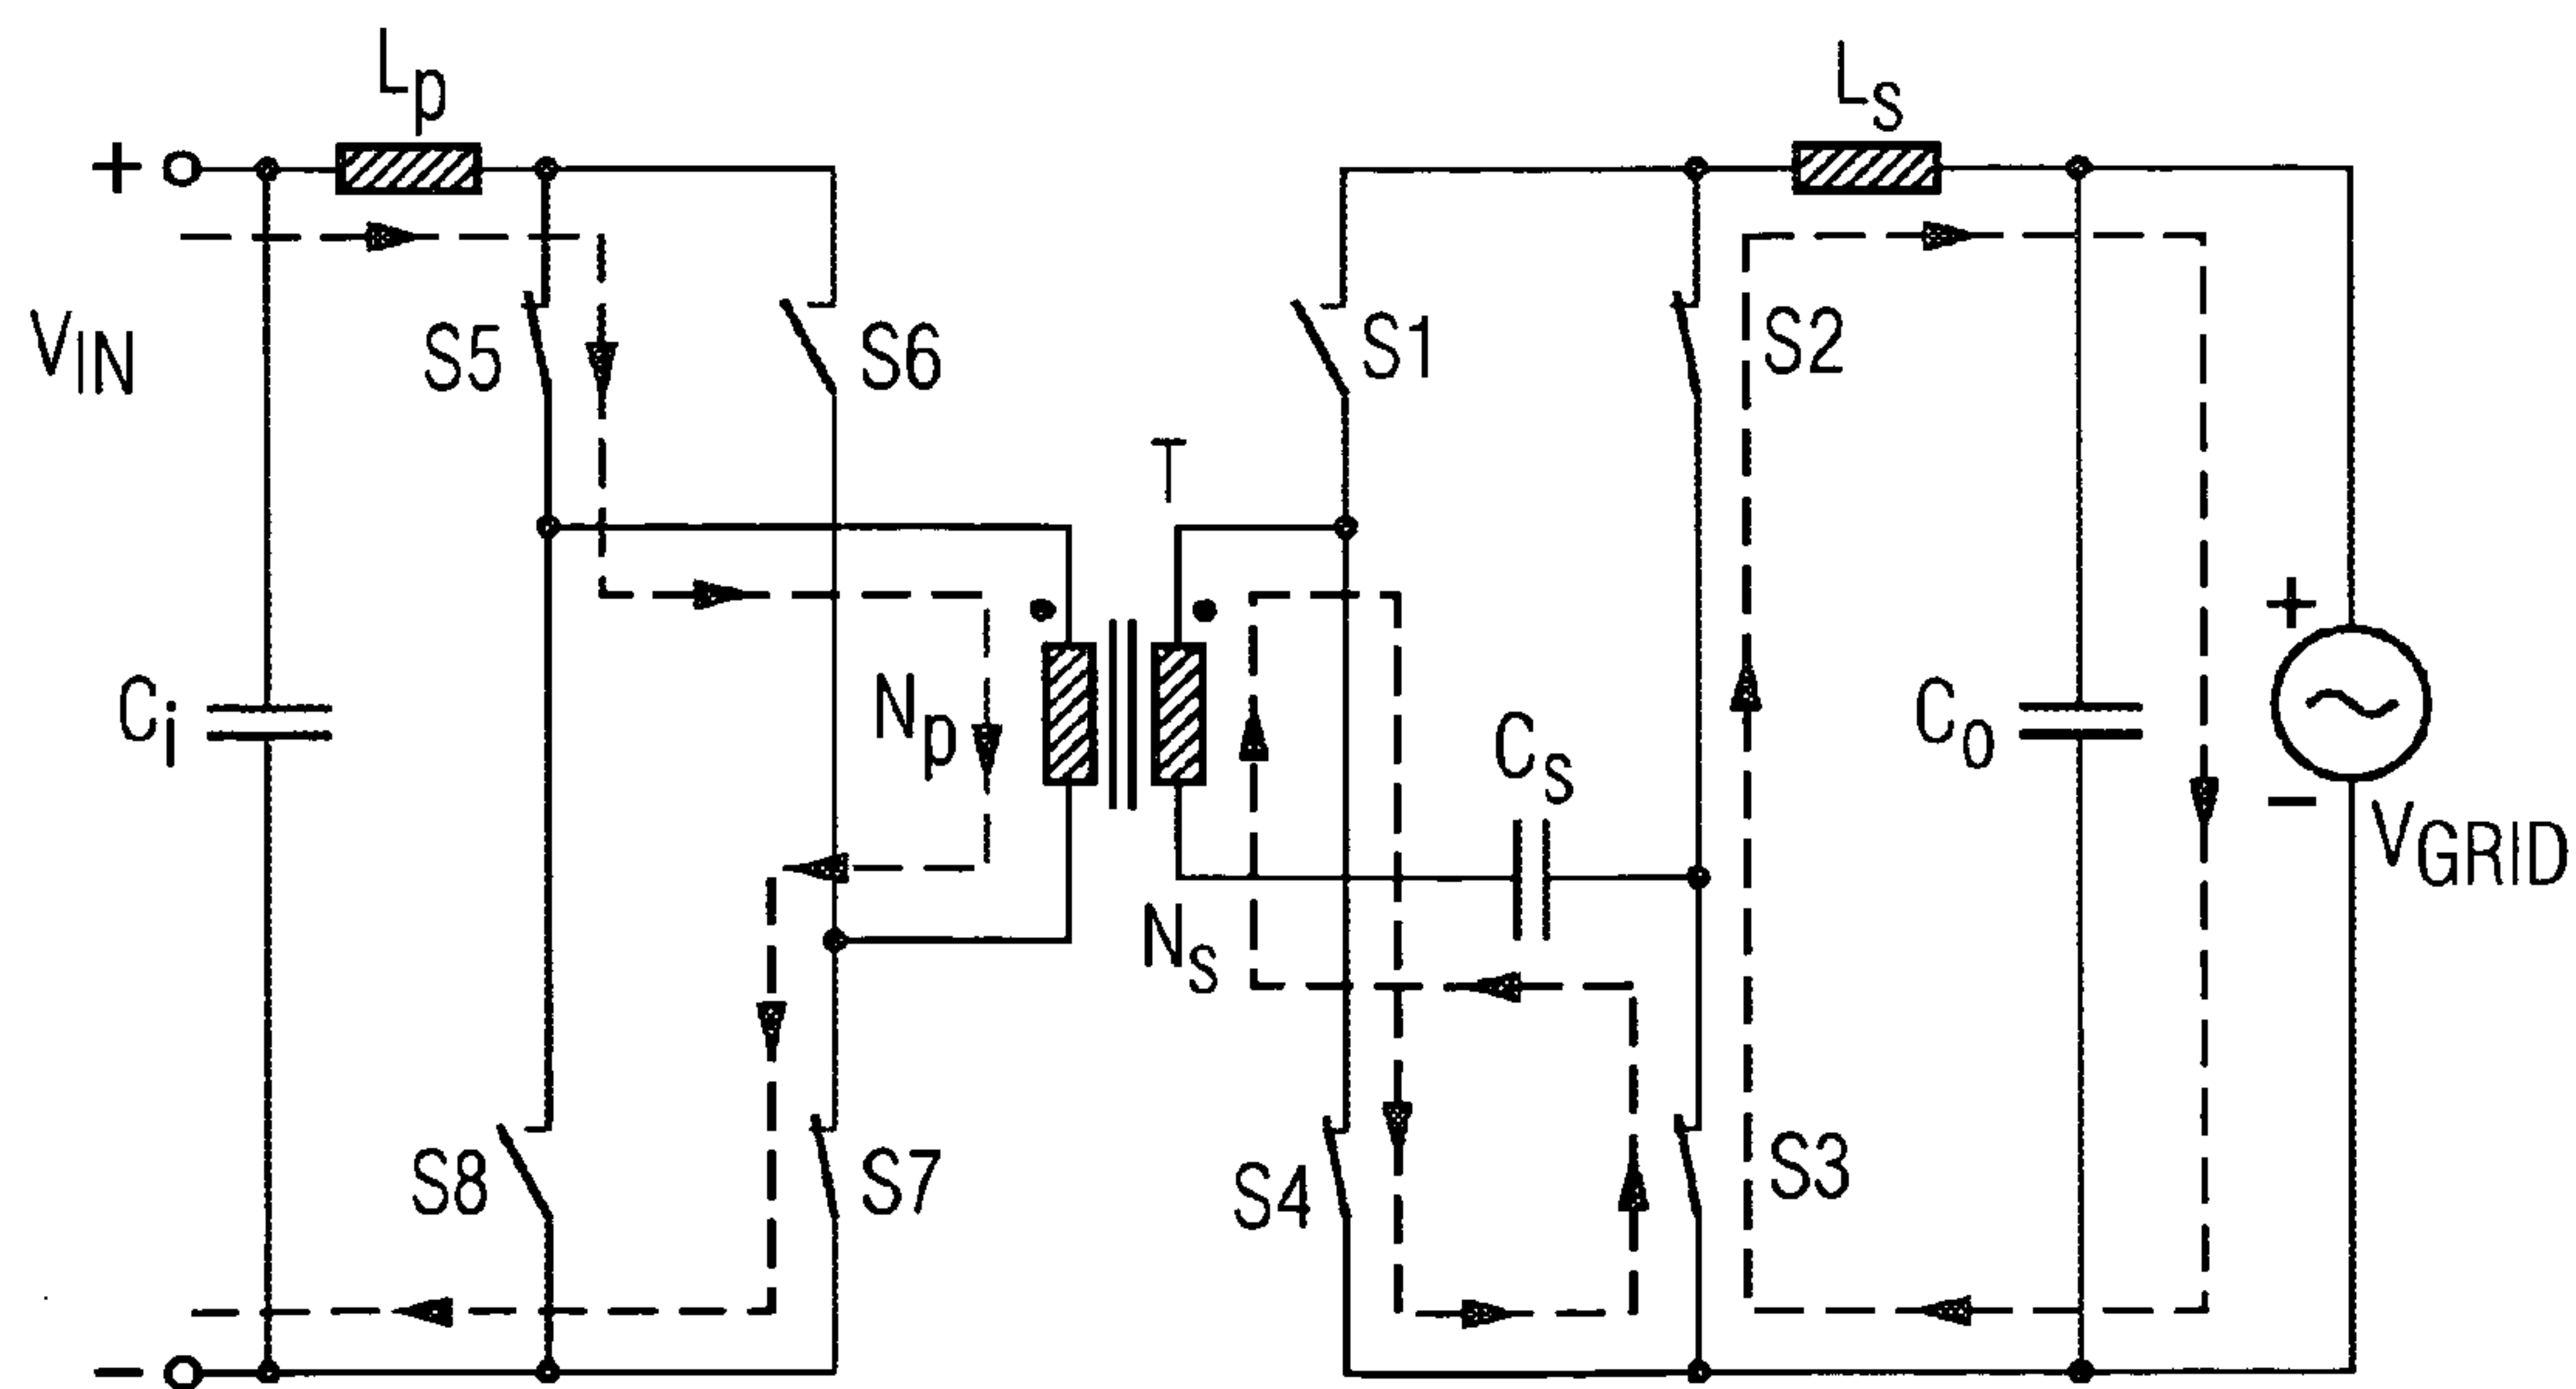 Lp
Ls
+
VIN
S5
S6
S1
S2
T
+
Ci
Np
Cs
Co
−
VGRID
Ns
S8
S7
S4
S3
−